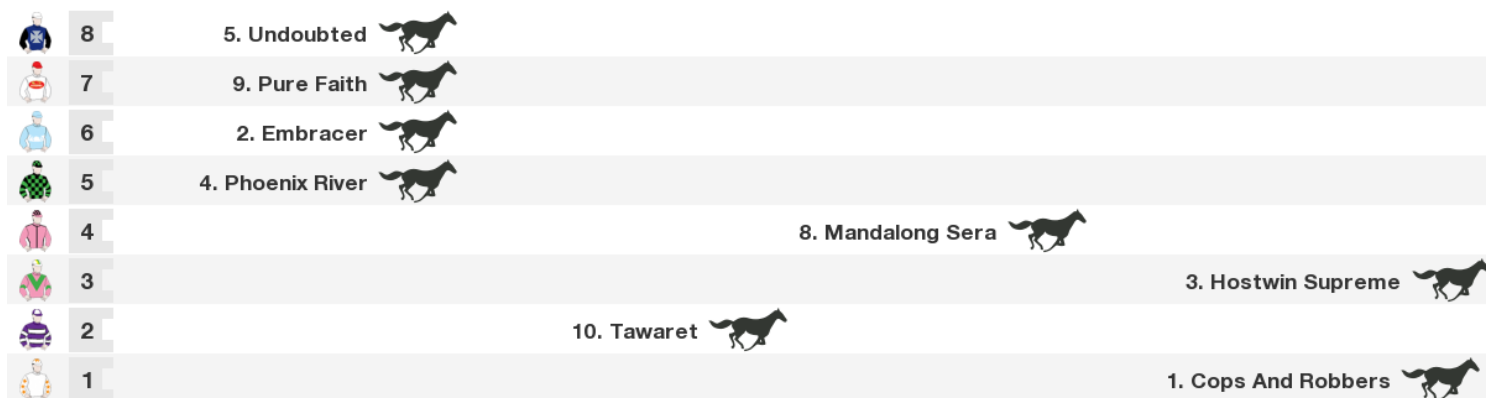 8 5. Undoubted
7 9. Pure Faith
6 2. Embracer
5 4. Phoenix River
4 8. Mandalong Sera
3 3. Hostwin Supreme
2 10. Tawaret
1 1. Cops And Robbers